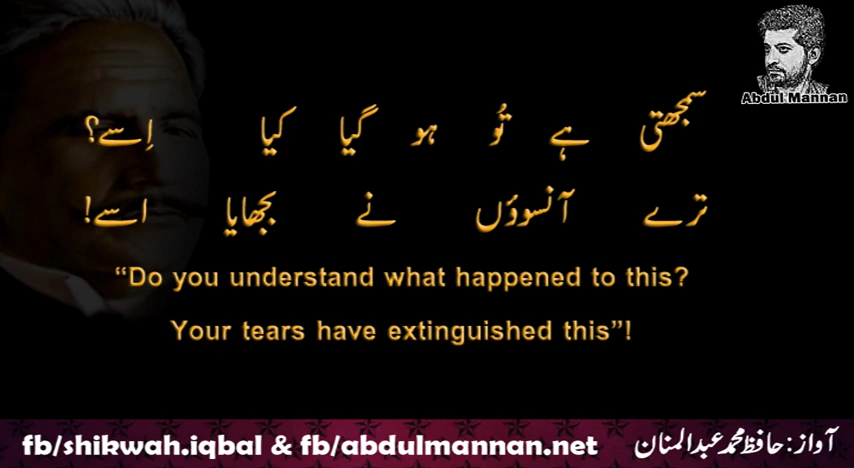 Abdul.Mannan
سمجھتی ہے تُو ہو گیا کیا اِسے؟
ترے آنسوؤں نے بجھایا اسے!
“Do you understand what happened to this?
Your tears have extinguished this”!
fb/shikwah.iqbal & fb/abdulmannan.net آواز: حافظ محمد عبدالمنان